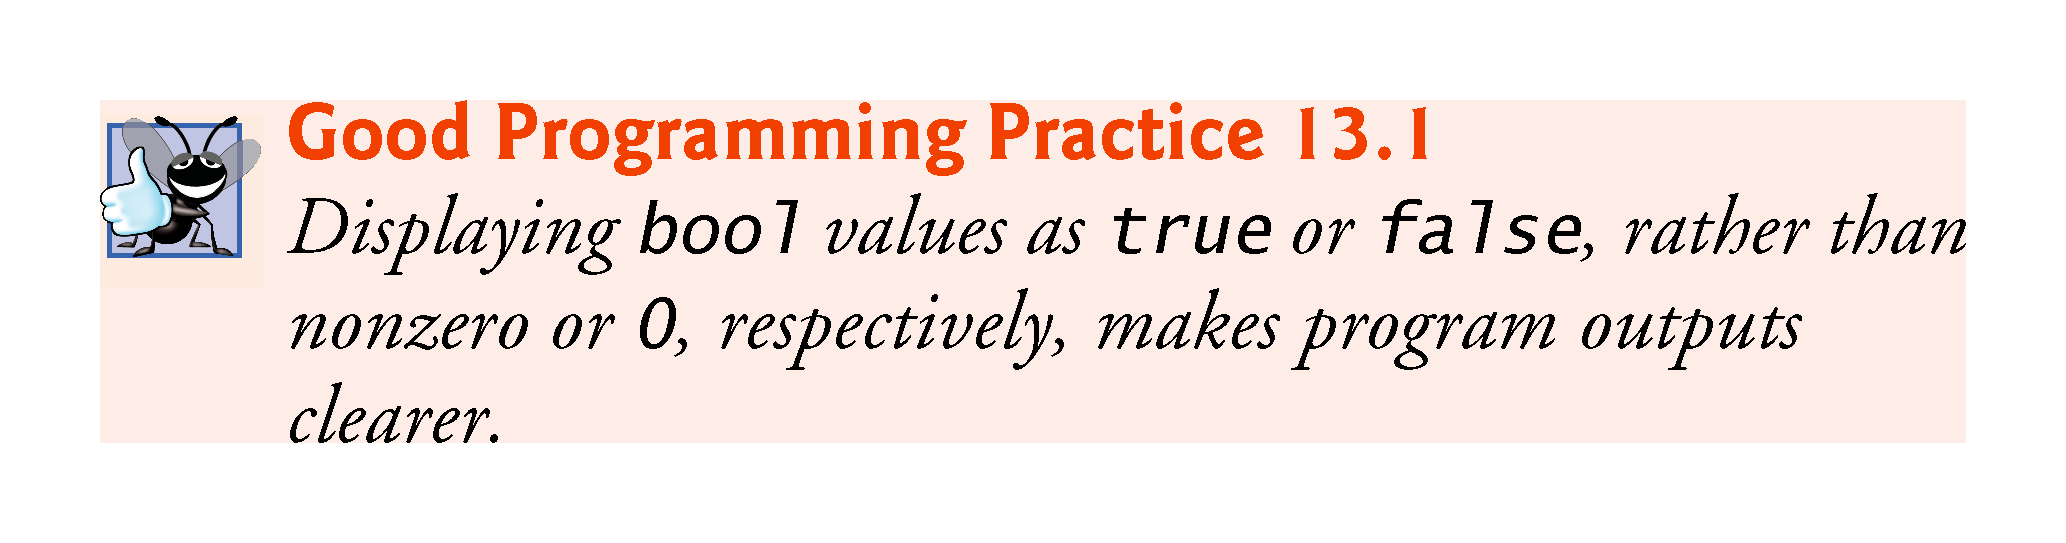 Good Programming Practice 13.1
Displaying bool values as true or false, rather than
nonzero or 0, respectively, makes program outputs
clearer.